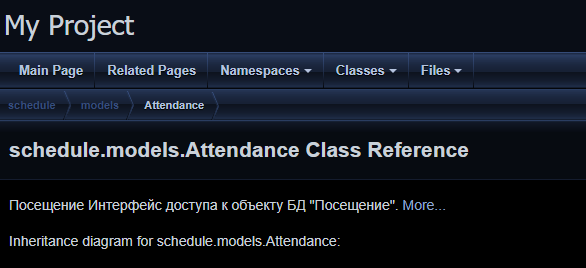 My Project
Main Page Related Pages Namespaces Classes Files
schedule models Attendance
schedule.models.Attendance Class Reference
Посещение Интерфейс доступа к объекту БД "Посещение". More...
Inheritance diagram for schedule.models.Attendance: